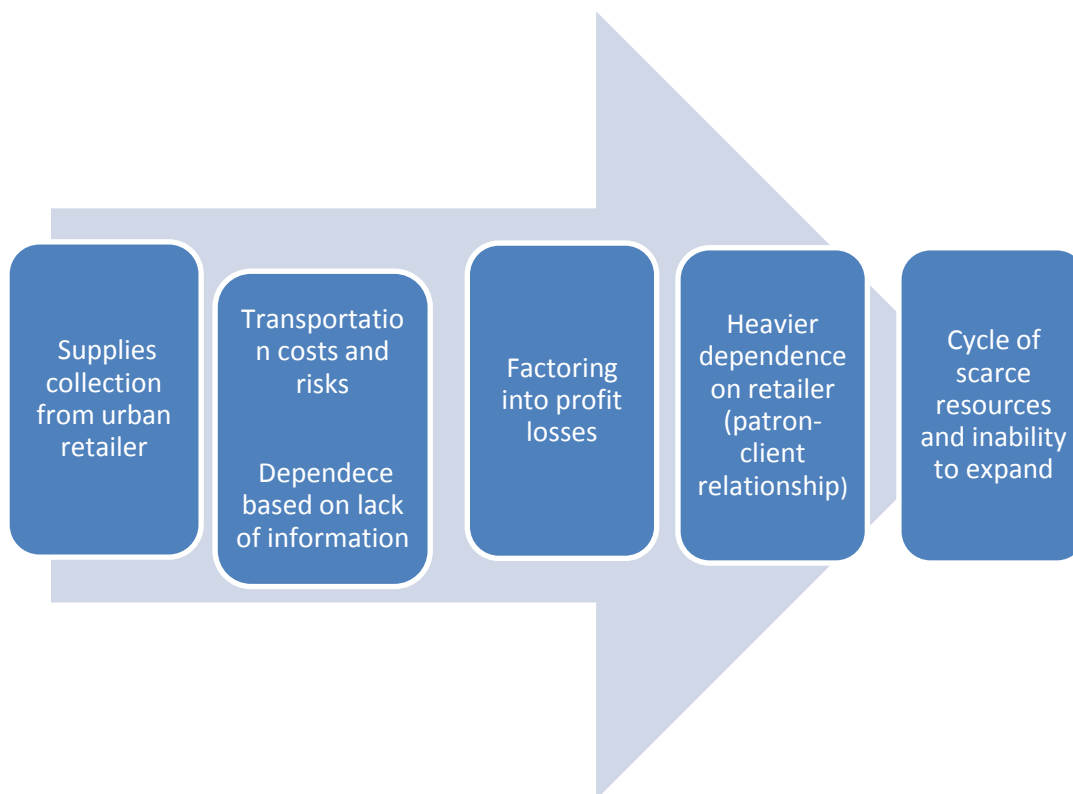 Supplies
collection
from urban
retailer
Transportatio
n costs and
risks
Dependece
based on lack
of information
Factoring
into profit
losses
Heavier
dependence
on retailer
(patron-
client
relationship)
Cycle of
scarce
resources
and inability
to expand